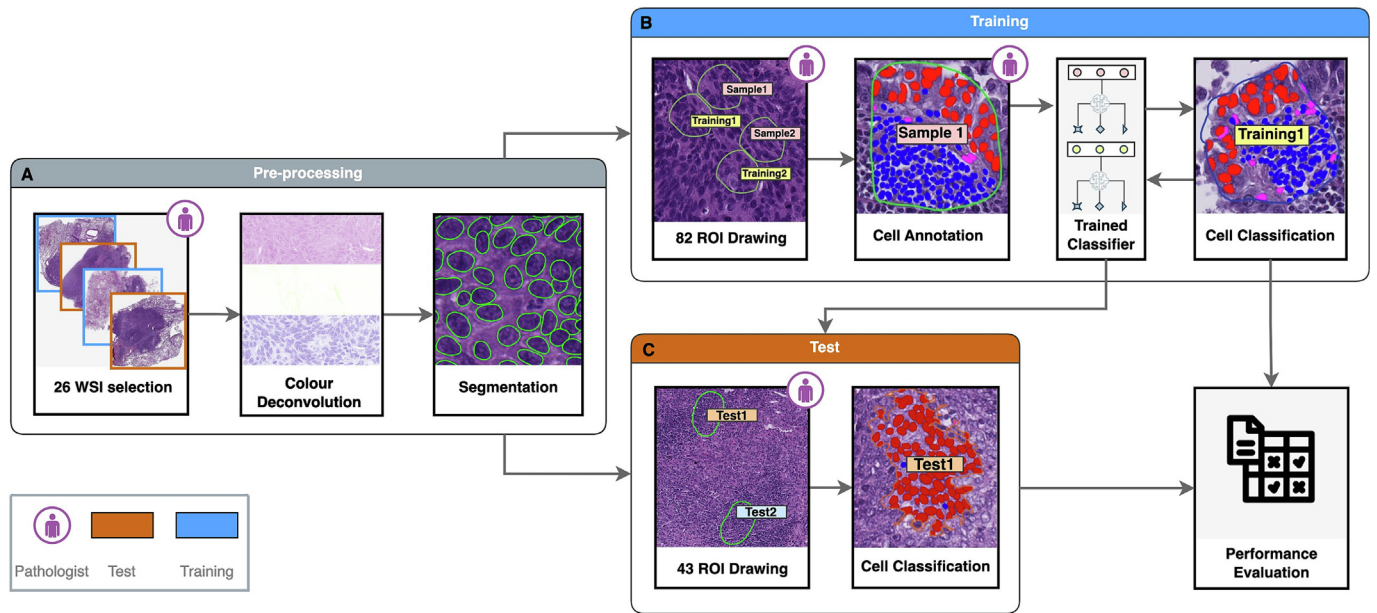 A
Pre-processing
26 WSI selection
Colour
Deconvolution
Segmentation
B
Training
Sample1
Training1
Sample2
Training2
82 ROI Drawing
Sample 1
Cell Annotation
Trained
Classifier
Training1
Cell Classification
C
Test
Test1
Test2
43 ROI Drawing
Test1
Cell Classification
Performance
Evaluation
Pathologist
Test
Training